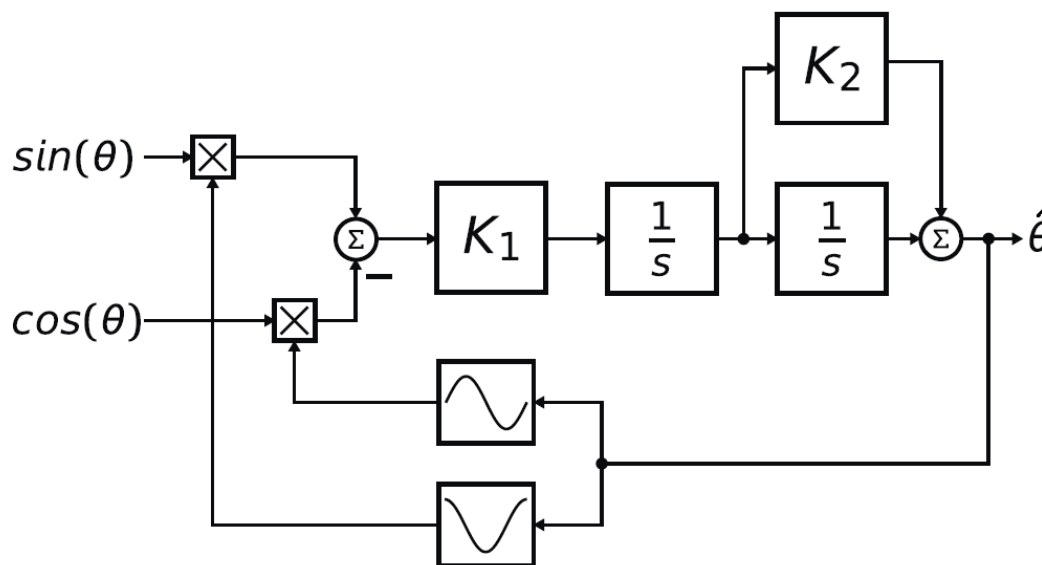 K₂
sin(θ)
Σ
K₁
1/s
1/s
Σ
θ̂
−
cos(θ)